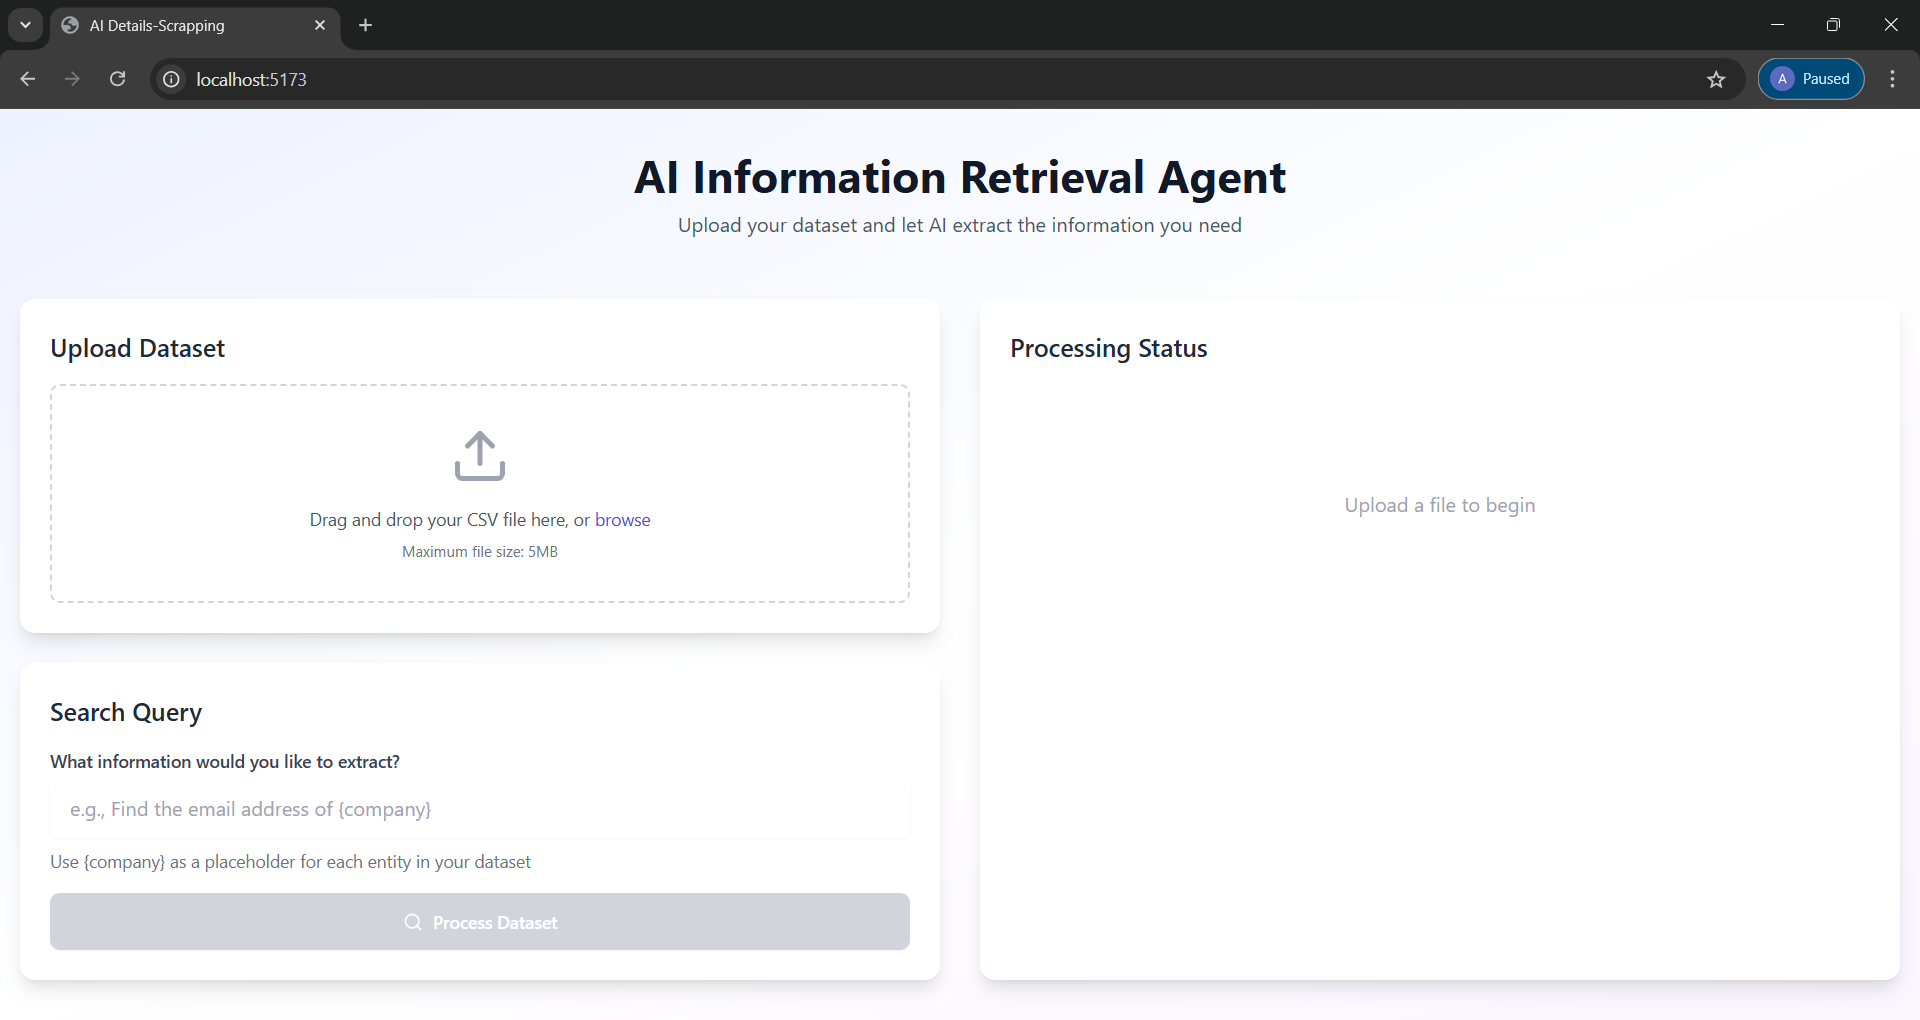 AI Details-Scrapping
localhost:5173
A Paused
AI Information Retrieval Agent
Upload your dataset and let AI extract the information you need
Upload Dataset
Drag and drop your CSV file here, or browse
Maximum file size: 5MB
Search Query
What information would you like to extract?
e.g., Find the email address of {company}
Use {company} as a placeholder for each entity in your dataset
Process Dataset
Processing Status
Upload a file to begin